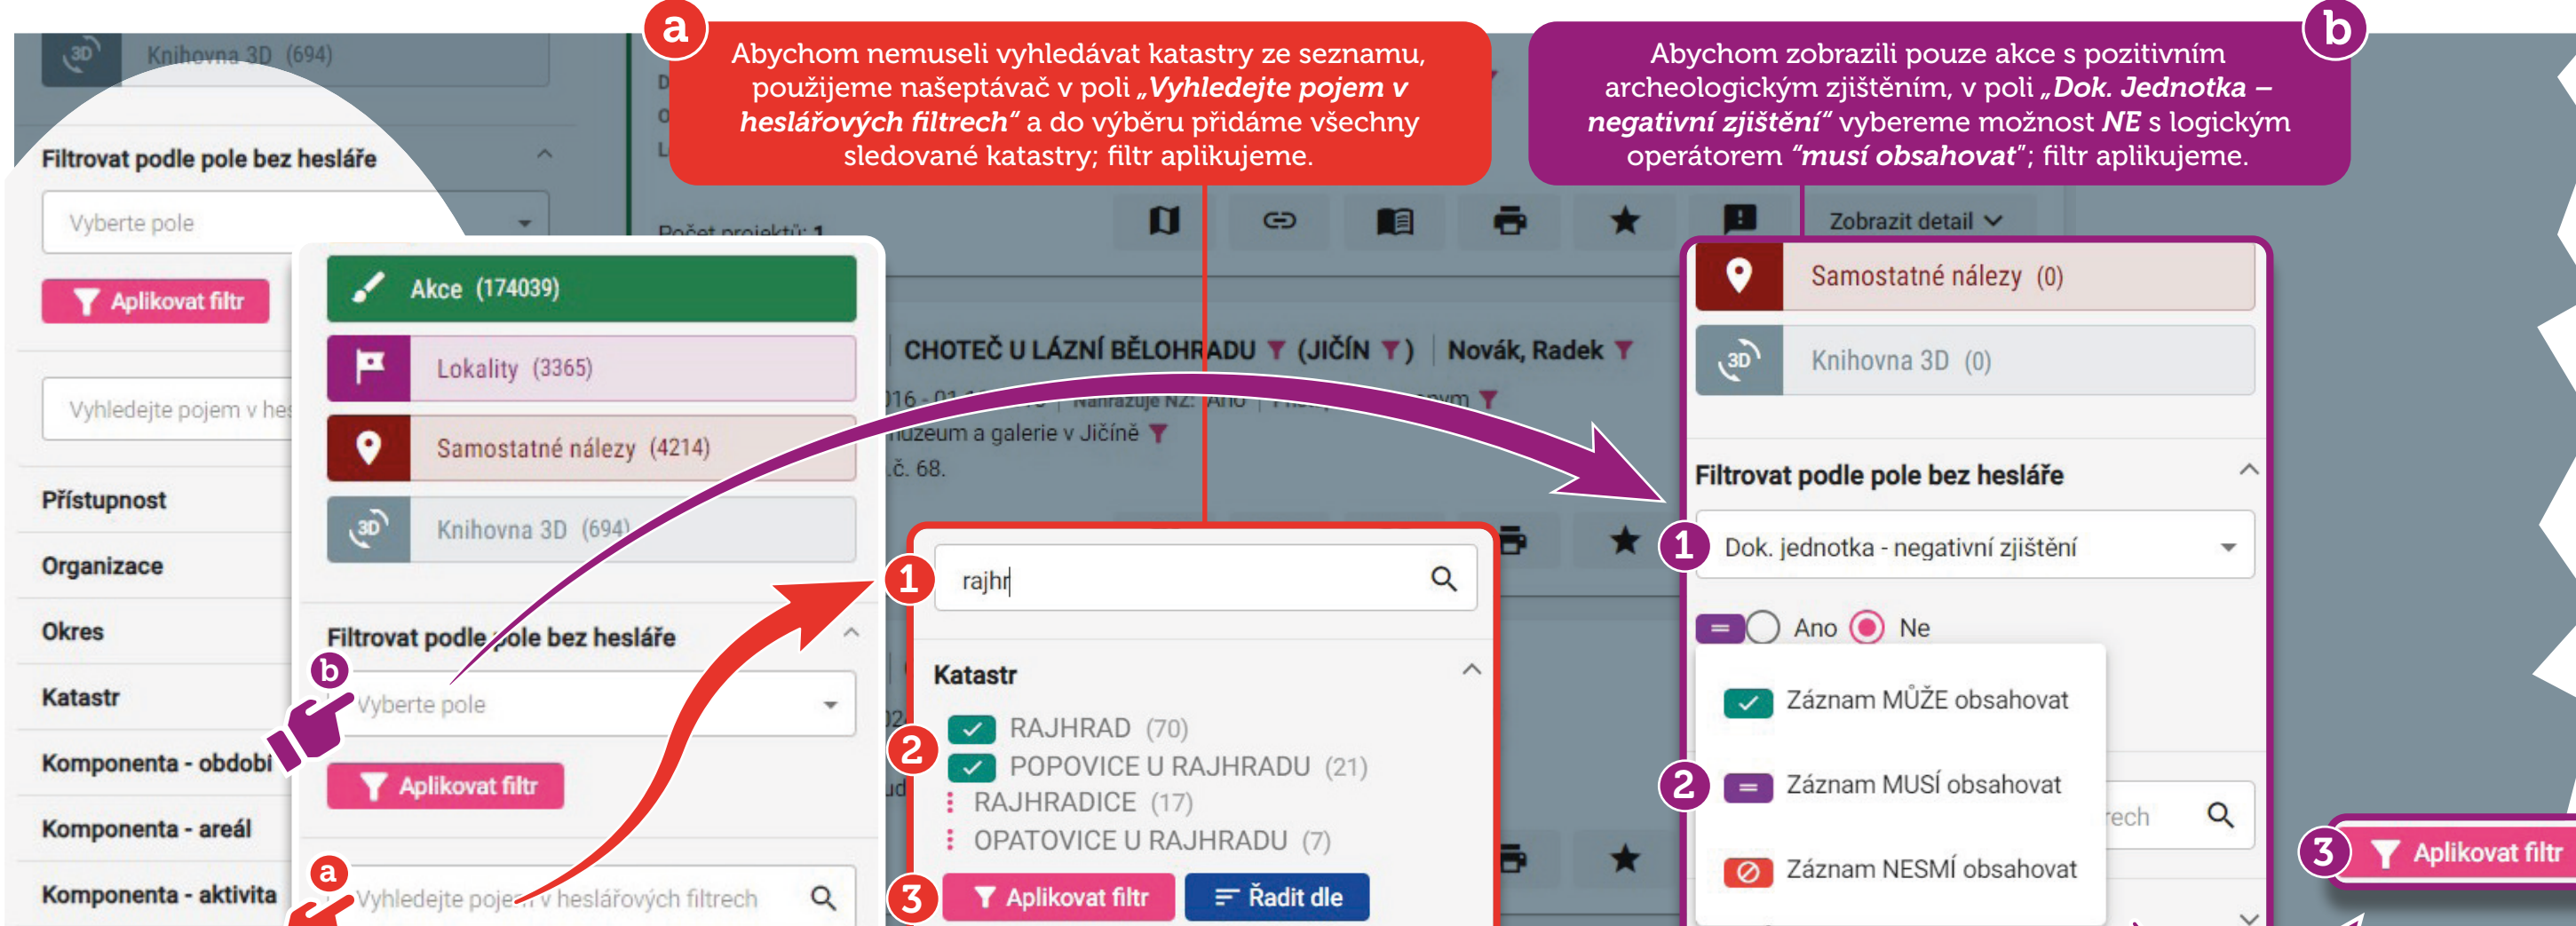 a
Abychom nemuseli vyhledávat katastry ze seznamu,
použijeme našeptávač v poli „Vyhledejte pojem v
heslářových filtrech“ a do výběru přidáme všechny
sledované katastry; filtr aplikujeme.
b
Abychom zobrazili pouze akce s pozitivním
archeologickým zjištěním, v poli „Dok. Jednotka –
negativní zjištění“ vybereme možnost NE s logickým
operátorem “musí obsahovat”; filtr aplikujeme.
3D Knihovna 3D (694)
Filtrovat podle pole bez hesláře
Vyberte pole
Aplikovat filtr
Vyhledejte pojem v
Přístupnost
Organizace
Okres
Katastr
Komponenta - období
Komponenta - areál
Komponenta - aktivita
Akce (174039)
Lokality (3365)
Samostatné nálezy (4214)
3D Knihovna 3D (694)
Filtrovat podle pole bez hesláře
b
Vyberte pole
Aplikovat filtr
a
Vyhledejte pojem v heslářových filtrech
Počet projektů: 1
Zobrazit detail
CHOTEČ U LÁZNÍ BĚLOHRADU (JIČÍN) Novák, Radek
muzeum a galerie v Jičíně
č. 68.
1 rajhr
Katastr
2
RAJHRAD (70)
POPOVICE U RAJHRADU (21)
RAJHRADICE (17)
OPATOVICE U RAJHRADU (7)
3 Aplikovat filtr Řadit dle
Samostatné nálezy (0)
3D Knihovna 3D (0)
Filtrovat podle pole bez hesláře
1 Dok. jednotka - negativní zjištění
Ano Ne
Záznam MŮŽE obsahovat
2 Záznam MUSÍ obsahovat
Záznam NESMÍ obsahovat
3 Aplikovat filtr